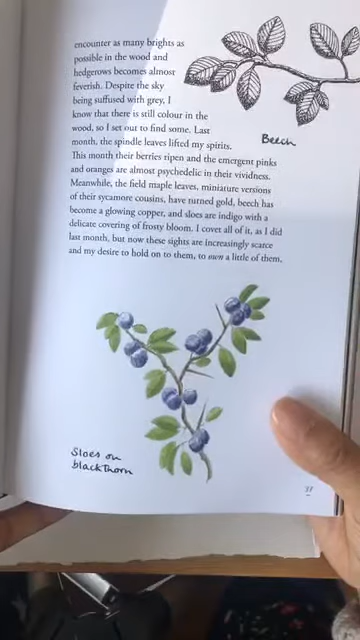 encounter as many brights as
possible in the wood and
hedgerows becomes almost
feverish. Despite the sky
being suffused with grey, I
know that there is still colour in the
wood, so I set out to find some. Last
month, the spindle leaves lifted my spirits.
This month their berries ripen and the emergent pinks
and oranges are almost psychedelic in their vividness.
Meanwhile, the field maple leaves, miniature versions
of their sycamore cousins, have turned gold, beech has
become a glowing copper, and sloes are indigo with a
delicate covering of frosty bloom. I covet all of it, as I did
last month, but now these sights are increasingly scarce
and my desire to hold on to them, to own a little of them,
Beech
Sloes on
blackthorn